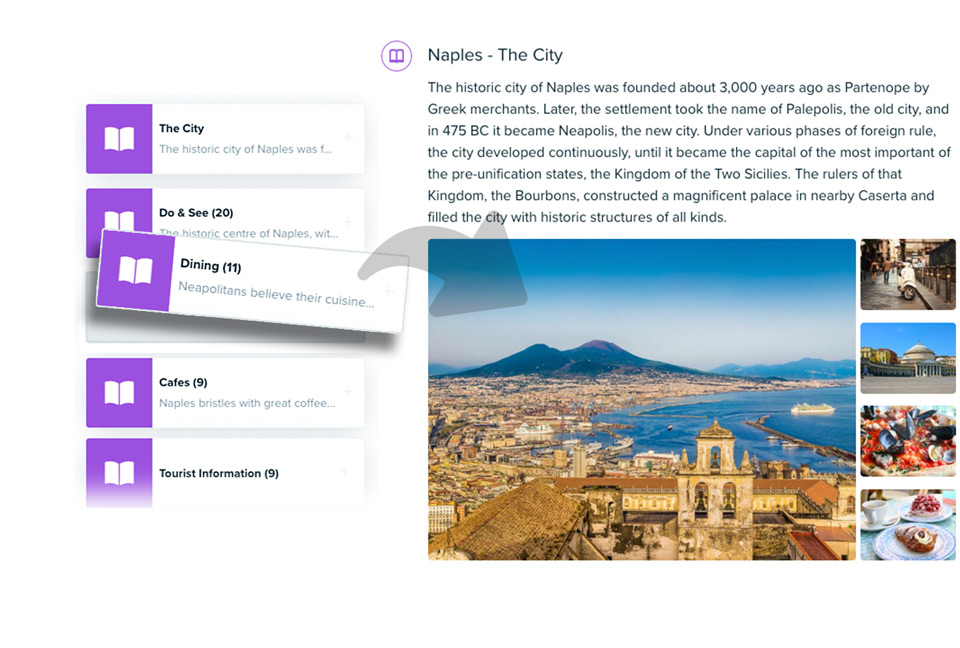 Naples - The City
The historic city of Naples was founded about 3,000 years ago as Partenope by
Greek merchants. Later, the settlement took the name of Palepolis, the old city, and
in 475 BC it became Neapolis, the new city. Under various phases of foreign rule,
the city developed continuously, until it became the capital of the most important of
the pre-unification states, the Kingdom of the Two Sicilies. The rulers of that
Kingdom, the Bourbons, constructed a magnificent palace in nearby Caserta and
filled the city with historic structures of all kinds.
The City
The historic city of Naples was f...
Do & See (20)
The historic centre of Naples, wit...
Dining (11)
Neapolitans believe their cuisine...
Cafes (9)
Naples bristles with great coffee...
Tourist Information (9)